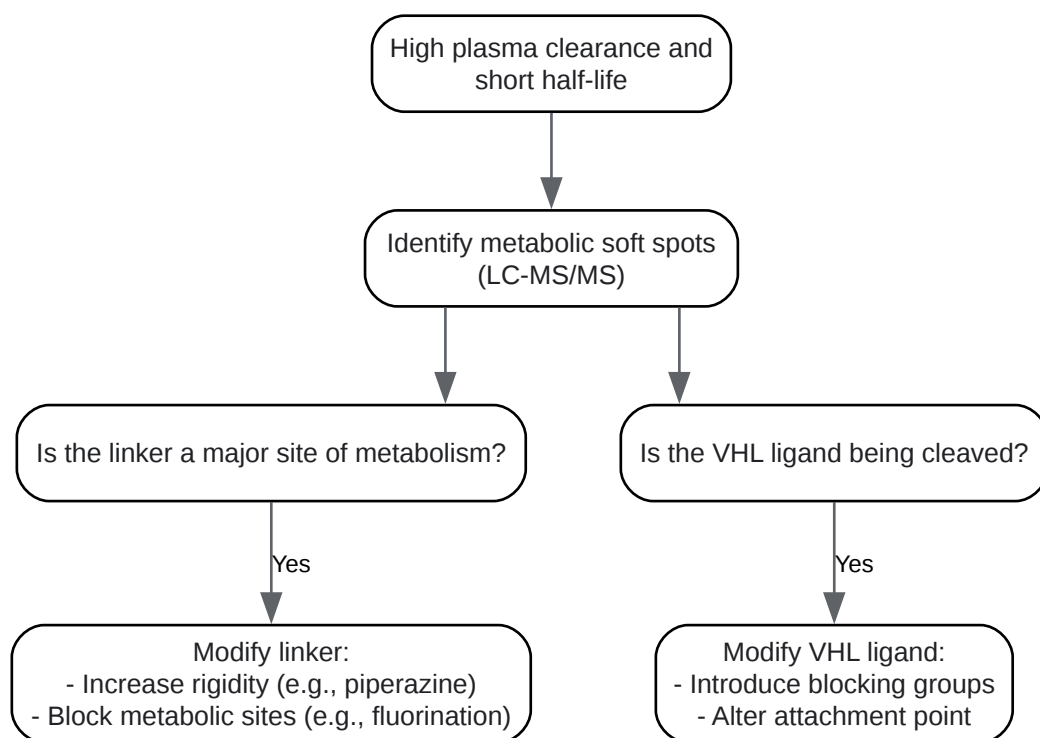 High plasma clearance and
short half-life
Identify metabolic soft spots
(LC-MS/MS)
Is the linker a major site of metabolism?
Is the VHL ligand being cleaved?
Yes
Yes
Modify linker:
- Increase rigidity (e.g., piperazine)
- Block metabolic sites (e.g., fluorination)
Modify VHL ligand:
- Introduce blocking groups
- Alter attachment point